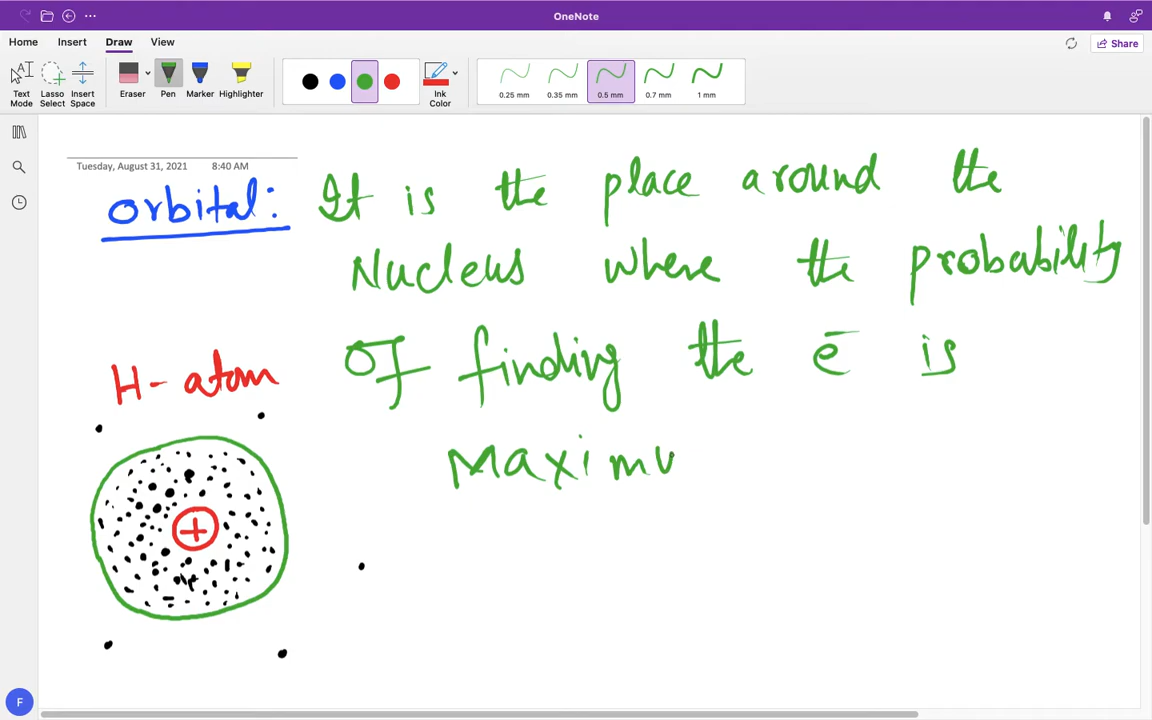 OneNote
Home Insert Draw View
Share
Text Mode
Lasso Select
Insert Space
Eraser
Pen
Marker
Highlighter
Ink Color
0.25 mm
0.35 mm
0.5 mm
0.7 mm
1 mm
Tuesday, August 31, 2021 8:40 AM
orbital: It is the place around the
Nucleus where the probability
Of finding the e̅ is
Maximu
H- atom
+
F